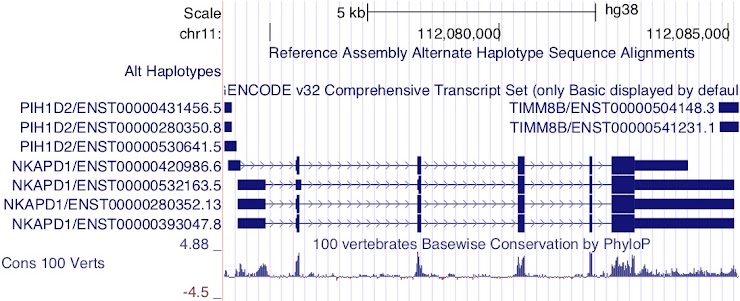 Scale 5 kb hg38
chr11: 112,080,000 112,085,000
Reference Assembly Alternate Haplotype Sequence Alignments
Alt Haplotypes
GENCODE v32 Comprehensive Transcript Set (only Basic displayed by defaul
PIH1D2/ENST00000431456.5 TIMM8B/ENST00000504148.3
PIH1D2/ENST00000280350.8 TIMM8B/ENST00000541231.1
PIH1D2/ENST00000530641.5
NKAPD1/ENST00000420986.6
NKAPD1/ENST00000532163.5
NKAPD1/ENST00000280352.13
NKAPD1/ENST00000393047.8
4.88 _ 100 vertebrates Basewise Conservation by PhyloP
Cons 100 Verts
-4.5 _